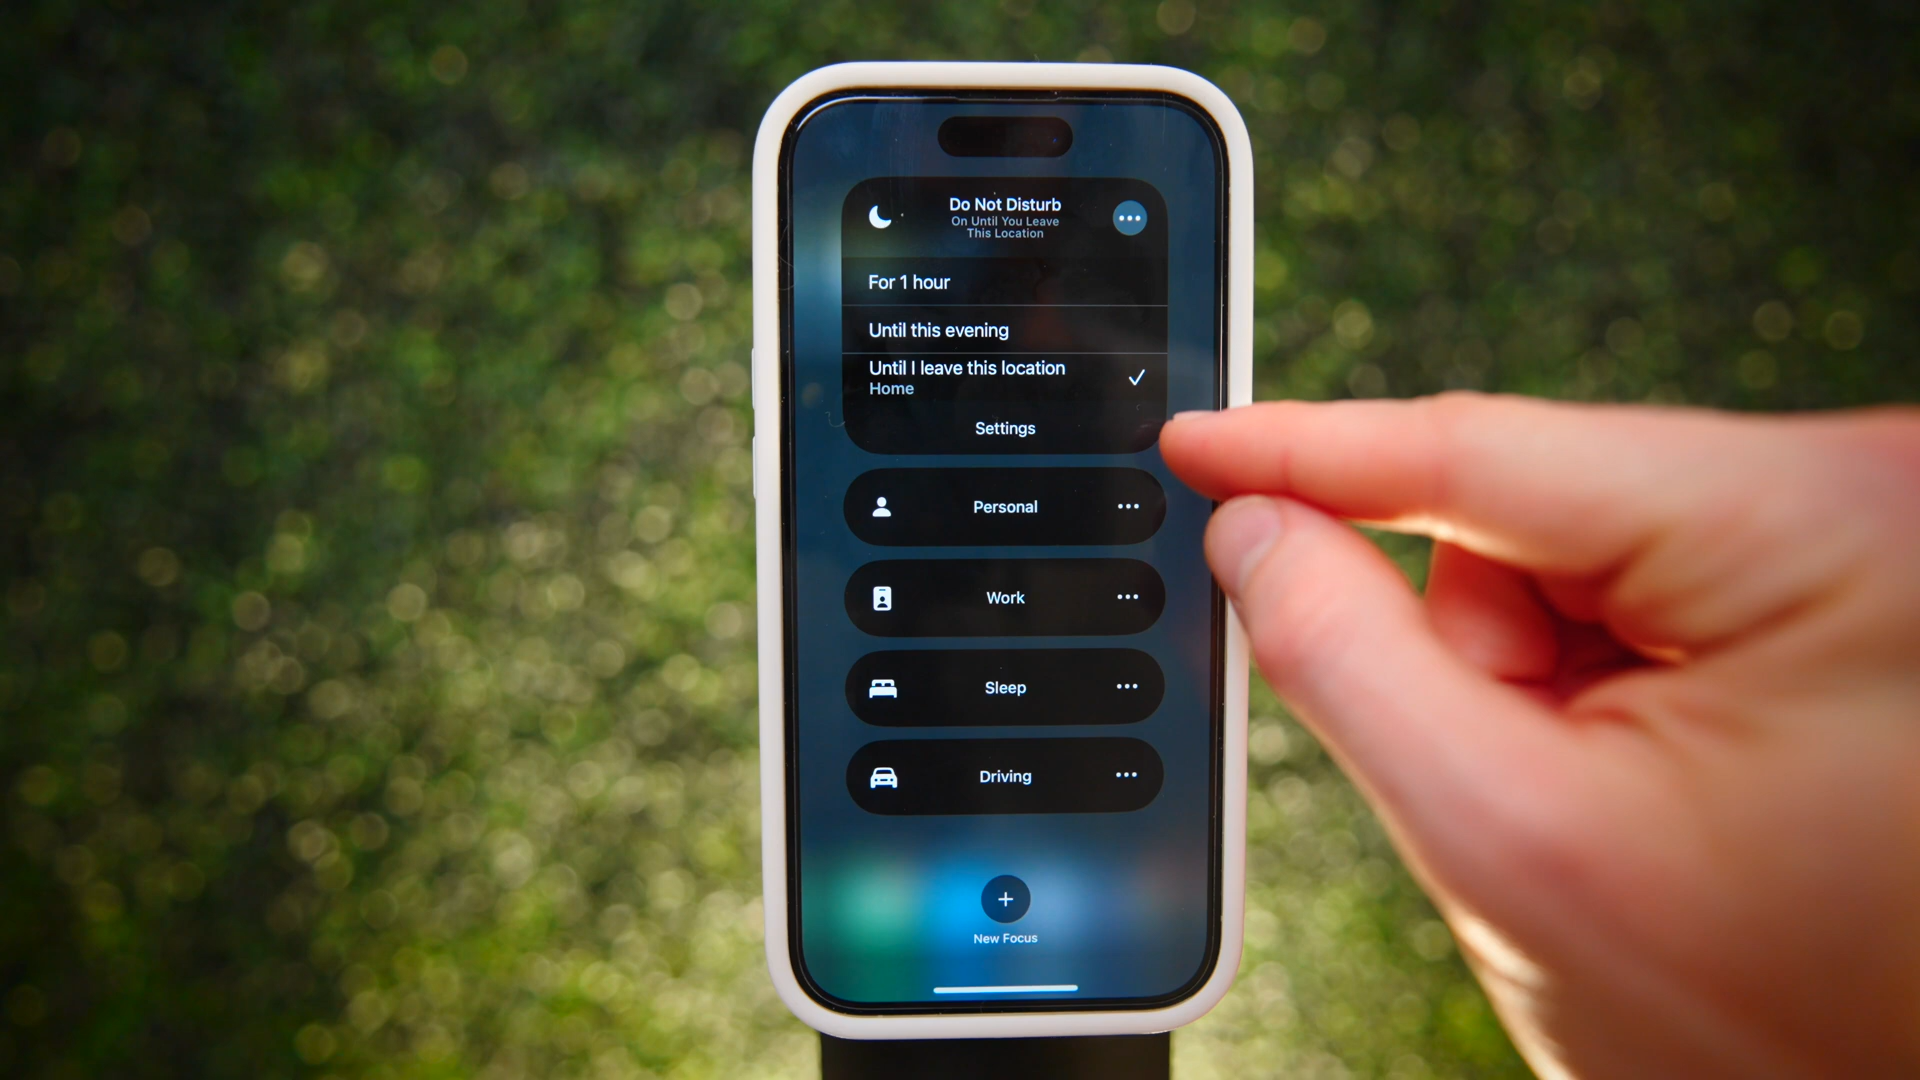 Do Not Disturb
On Until You Leave
This Location
For 1 hour
Until this evening
Until I leave this location
Home
Settings
Personal
Work
Sleep
Driving
New Focus